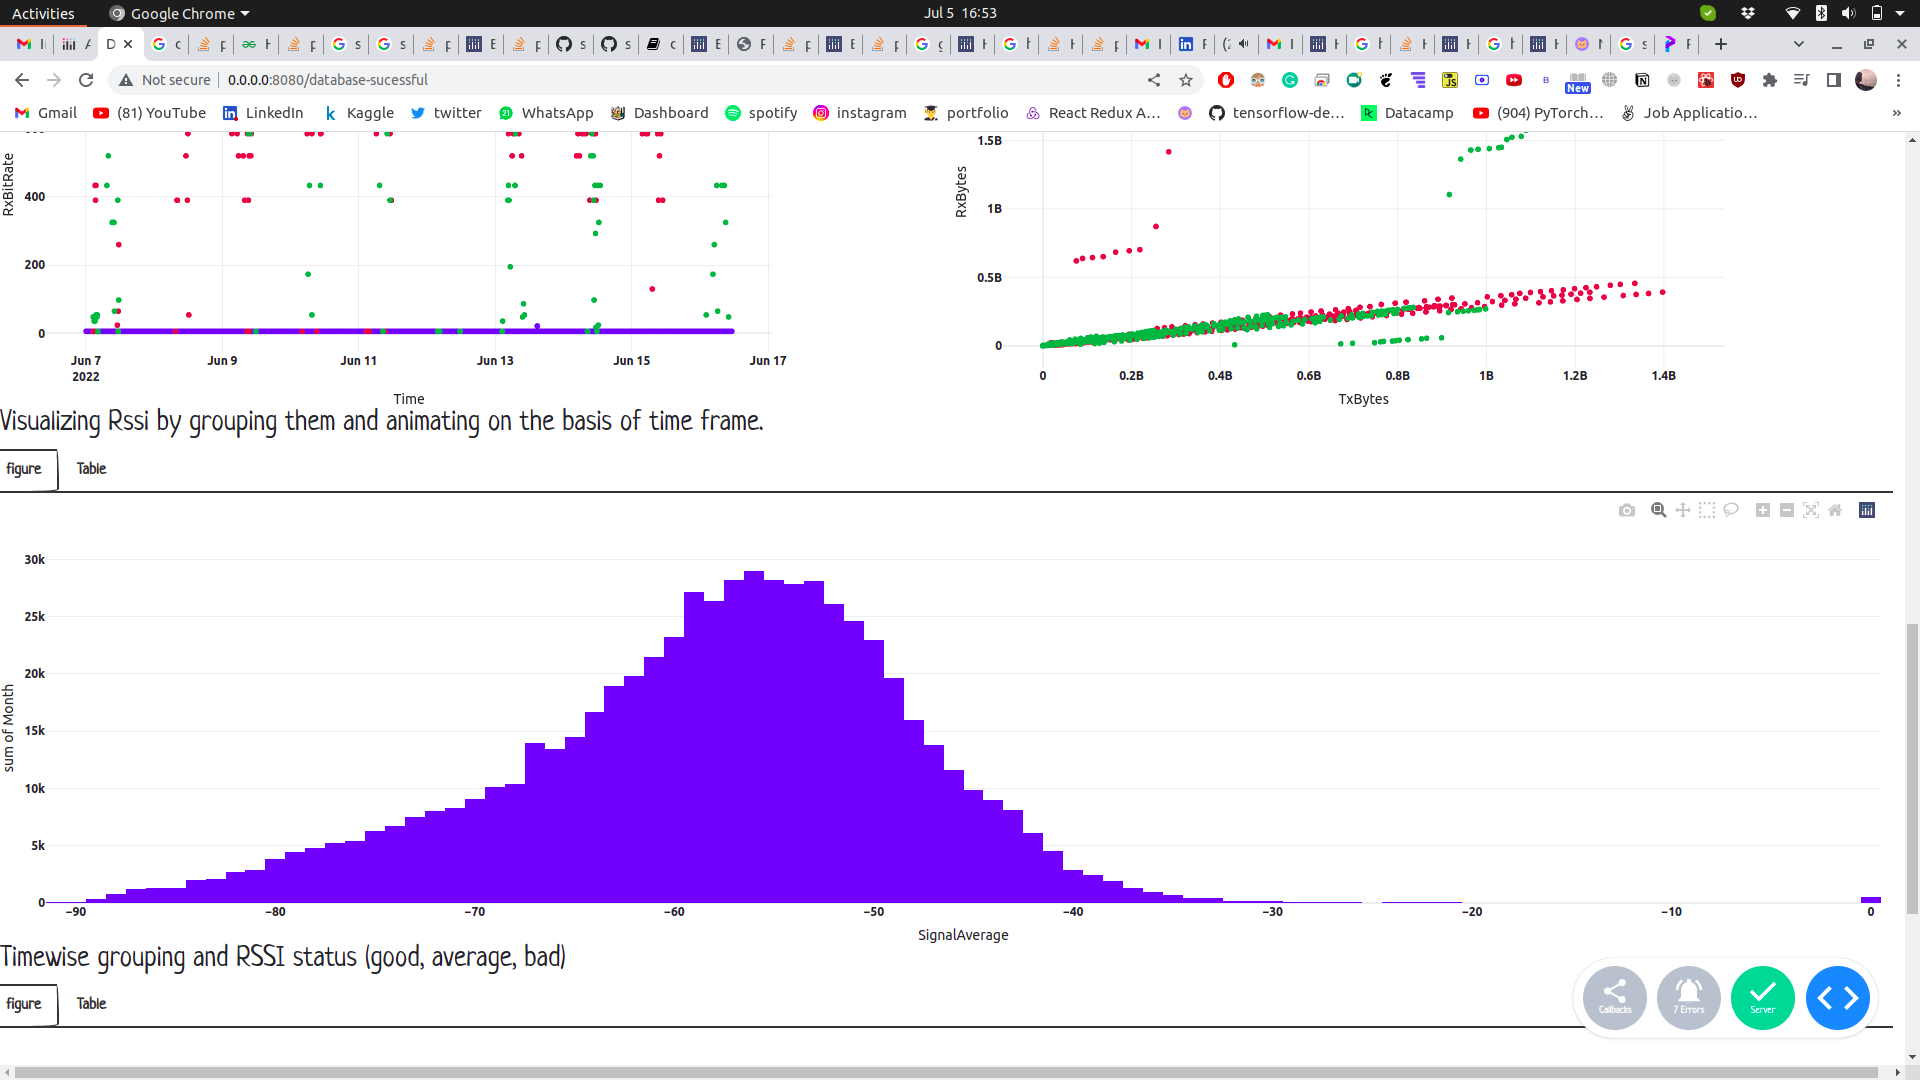 Activities Google Chrome Jul 5 16:53
Not secure 0.0.0.0:8080/database-sucessful
New
Gmail (81) YouTube LinkedIn Kaggle twitter WhatsApp Dashboard spotify instagram portfolio React Redux A... tensorflow-de... Datacamp (904) PyTorch... Job Applicatio... »
RxBitRate
400
200
0
Jun 7
2022
Jun 9
Jun 11
Jun 13
Jun 15
Jun 17
Time
RxBytes
1.5B
1B
0.5B
0
0
0.2B
0.4B
0.6B
0.8B
1B
1.2B
1.4B
TxBytes
Visualizing Rssi by grouping them and animating on the basis of time frame.
figure Table
sum of Month
30k
25k
20k
15k
10k
5k
0
−90
−80
−70
−60
−50
−40
−30
−20
−10
0
SignalAverage
Timewise grouping and RSSI status (good, average, bad)
figure Table
Callbacks
7 Errors
Server